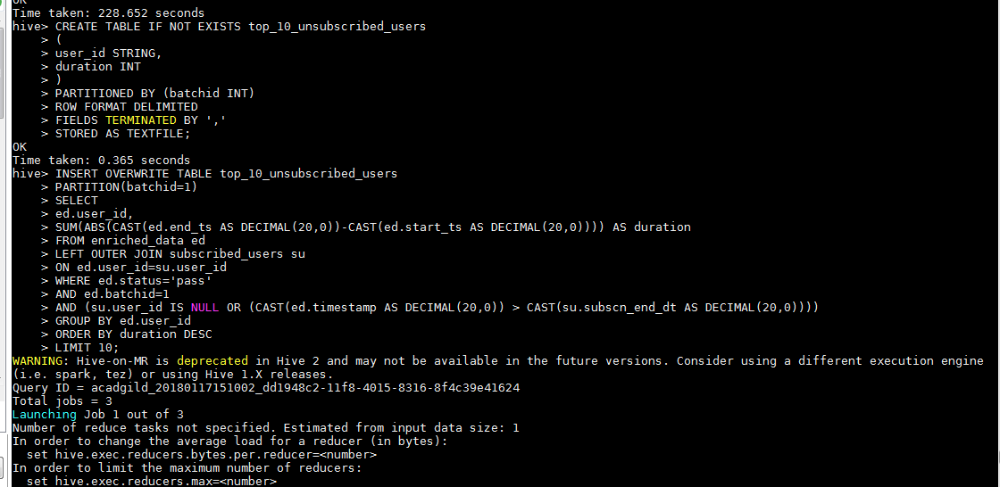 OK
Time taken: 228.652 seconds
hive> CREATE TABLE IF NOT EXISTS top_10_unsubscribed_users
    > (
    > user_id STRING,
    > duration INT
    > )
    > PARTITIONED BY (batchid INT)
    > ROW FORMAT DELIMITED
    > FIELDS TERMINATED BY ','
    > STORED AS TEXTFILE;
OK
Time taken: 0.365 seconds
hive> INSERT OVERWRITE TABLE top_10_unsubscribed_users
    > PARTITION(batchid=1)
    > SELECT
    > ed.user_id,
    > SUM(ABS(CAST(ed.end_ts AS DECIMAL(20,0))-CAST(ed.start_ts AS DECIMAL(20,0)))) AS duration
    > FROM enriched_data ed
    > LEFT OUTER JOIN subscribed_users su
    > ON ed.user_id=su.user_id
    > WHERE ed.status='pass'
    > AND ed.batchid=1
    > AND (su.user_id IS NULL OR (CAST(ed.timestamp AS DECIMAL(20,0)) > CAST(su.subscn_end_dt AS DECIMAL(20,0))))
    > GROUP BY ed.user_id
    > ORDER BY duration DESC
    > LIMIT 10;
WARNING: Hive-on-MR is deprecated in Hive 2 and may not be available in the future versions. Consider using a different execution engine
(i.e. spark, tez) or using Hive 1.X releases.
Query ID = acadgild_20180117151002_dd1948c2-11f8-4015-8316-8f4c39e41624
Total jobs = 3
Launching Job 1 out of 3
Number of reduce tasks not specified. Estimated from input data size: 1
In order to change the average load for a reducer (in bytes):
  set hive.exec.reducers.bytes.per.reducer=<number>
In order to limit the maximum number of reducers:
  set hive.exec.reducers.max=<number>